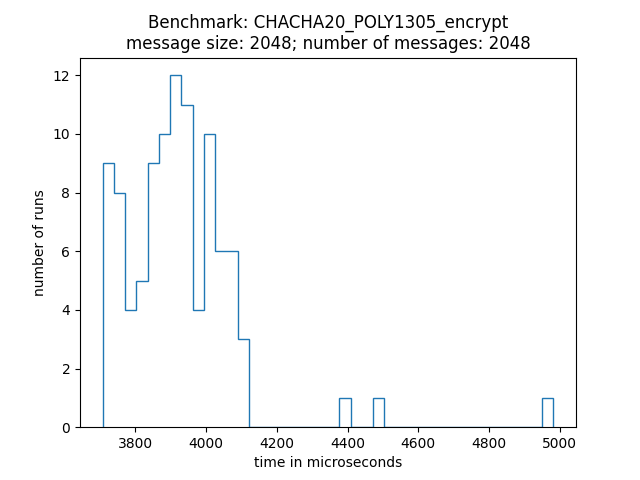 Benchmark: CHACHA20_POLY1305_encrypt
message size: 2048; number of messages: 2048
12
10
8
6
4
2
0
number of runs
3800 4000 4200 4400 4600 4800 5000
time in microseconds